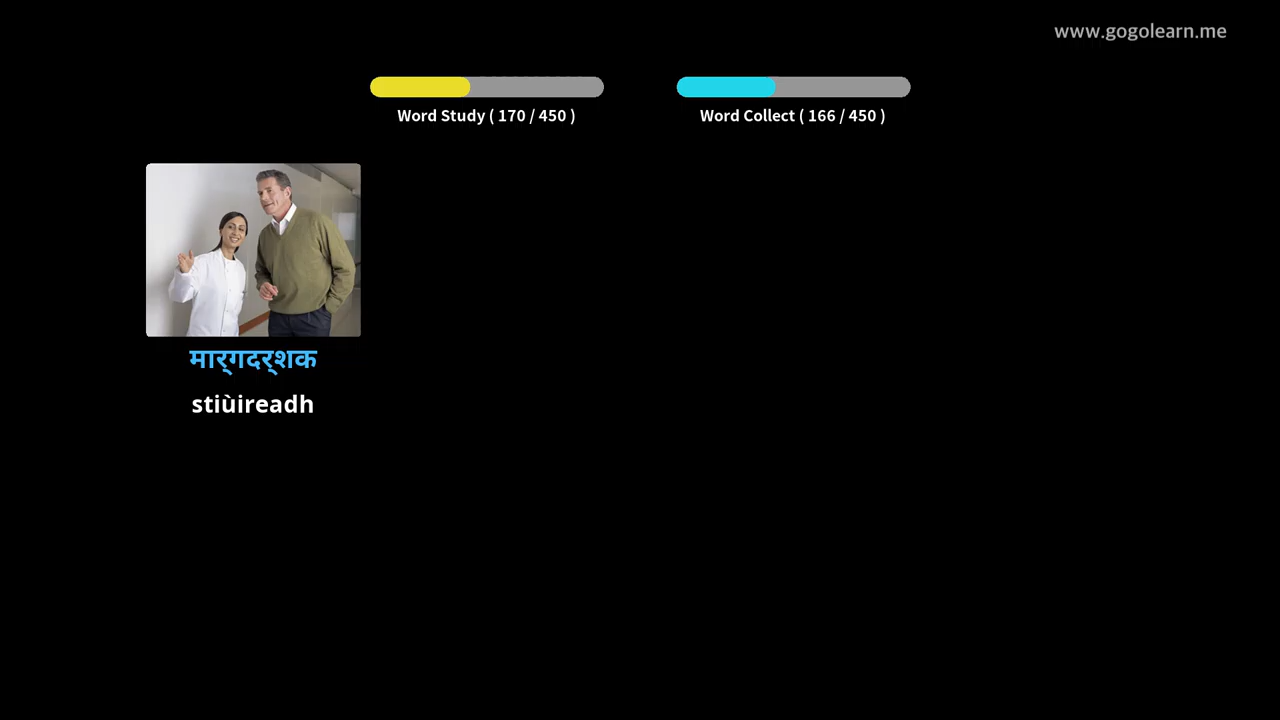 www.gogolearn.me
Word Study ( 170 / 450 )
Word Collect ( 166 / 450 )
मार्‌गदर्‌शक
stiùireadh